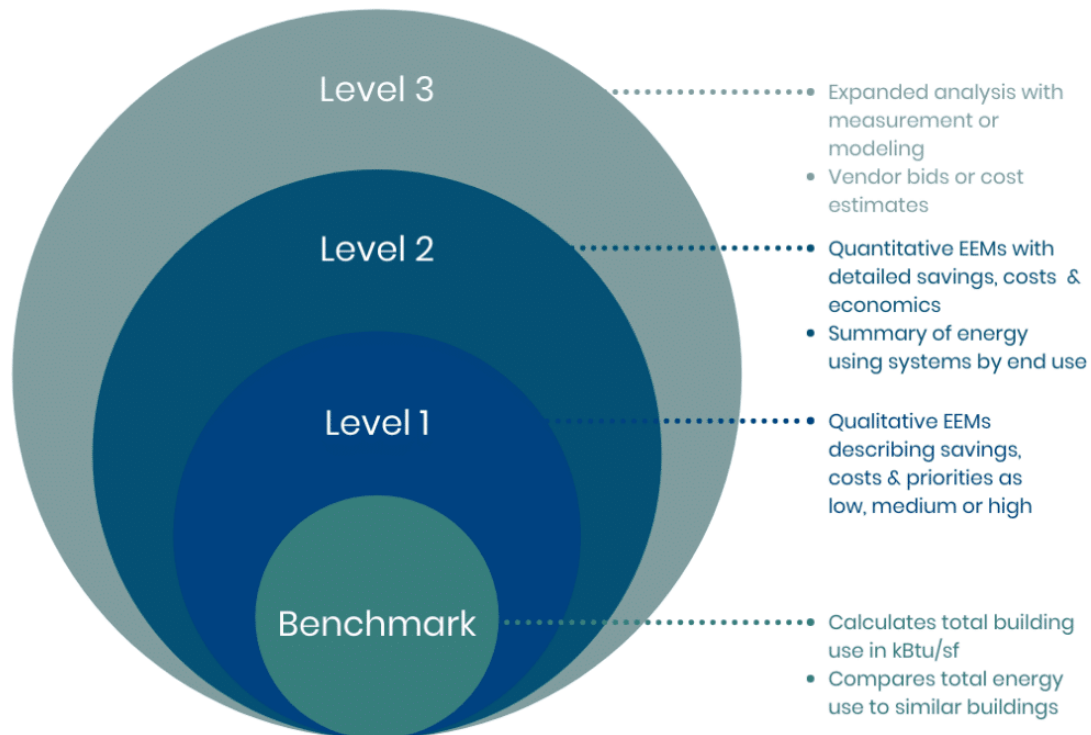 Level 3
• Expanded analysis with
measurement or
modeling
• Vendor bids or cost
estimates
Level 2
• Quantitative EEMs with
detailed savings, costs & 
economics
• Summary of energy
using systems by end use
Level 1
• Qualitative EEMs
describing savings,
costs & priorities as
low, medium or high
Benchmark
• Calculates total building
use in kBtu/sf
• Compares total energy
use to similar buildings